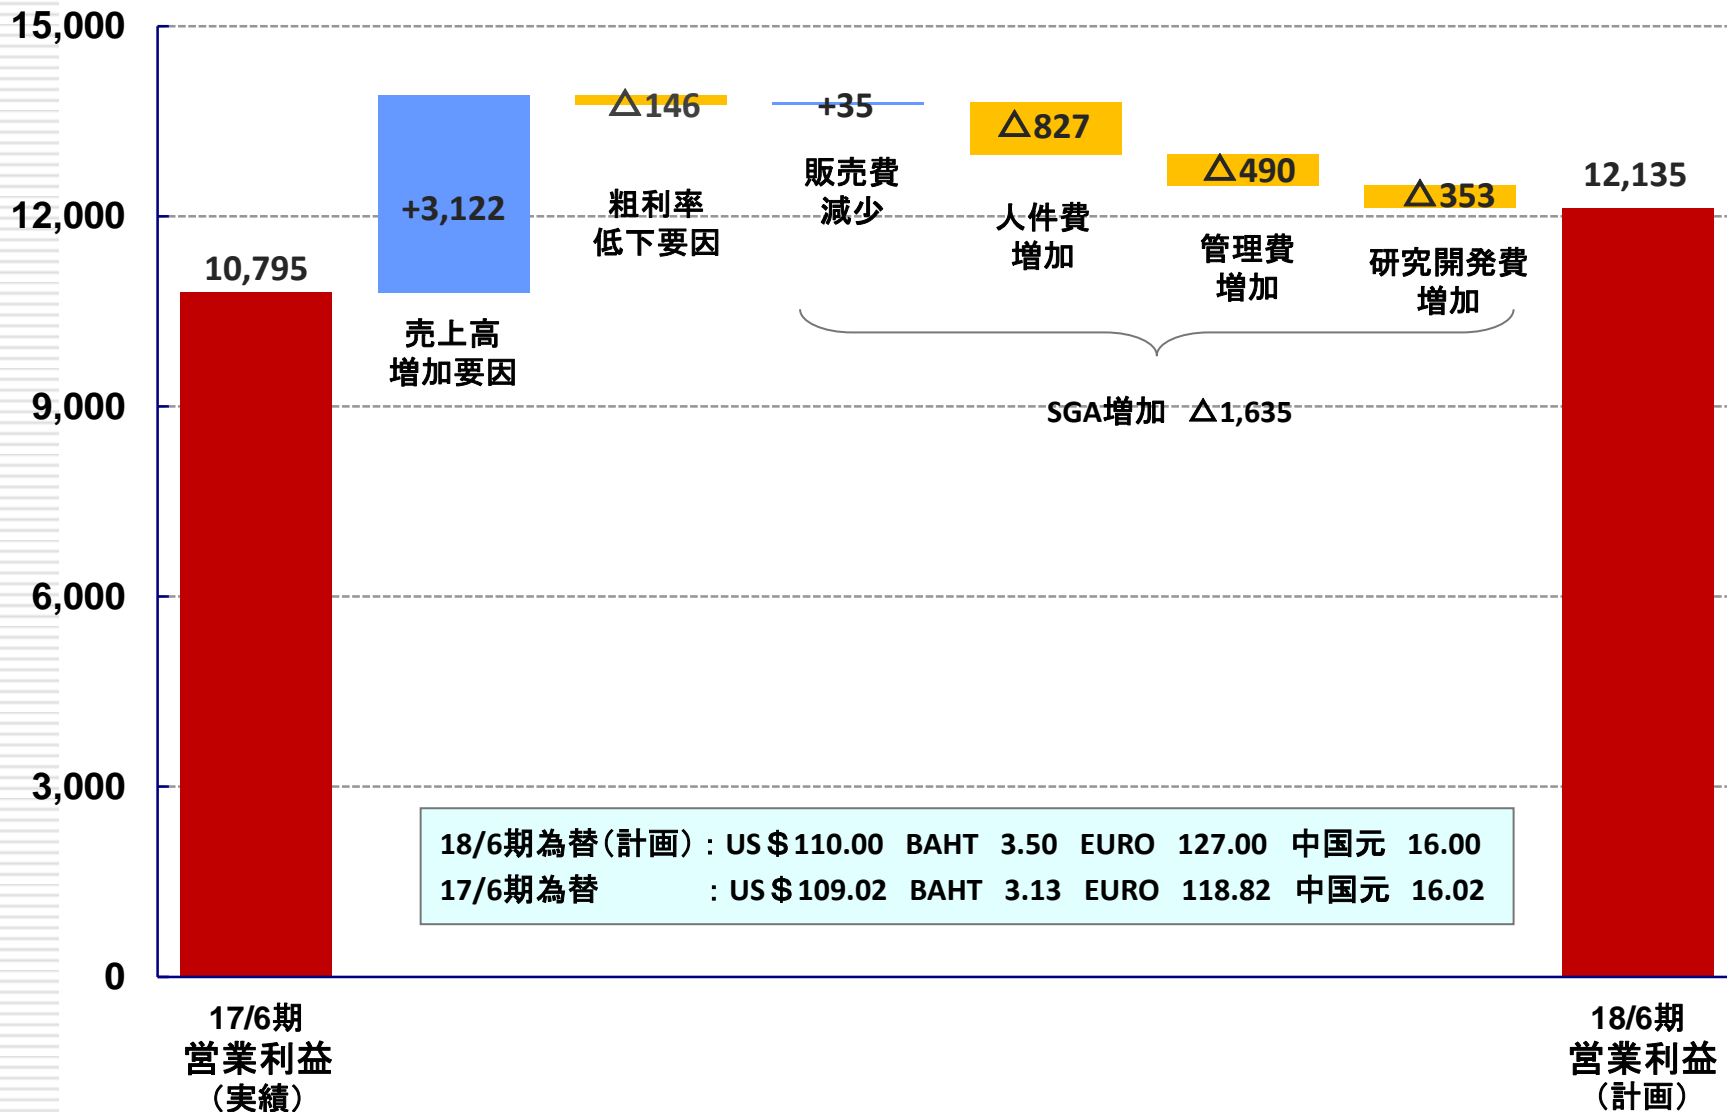 15,000
12,000
9,000
6,000
3,000
0
10,795
+3,122
売上高
増加要因
△146
粗利率
低下要因
+35
販売費
減少
△827
人件費
増加
△490
管理費
増加
△353
研究開発費
増加
12,135
SGA増加 △1,635
18/6期為替(計画) : US$110.00 BAHT 3.50 EURO 127.00 中国元 16.00
17/6期為替 : US$109.02 BAHT 3.13 EURO 118.82 中国元 16.02
17/6期
営業利益
(実績)
18/6期
営業利益
(計画)